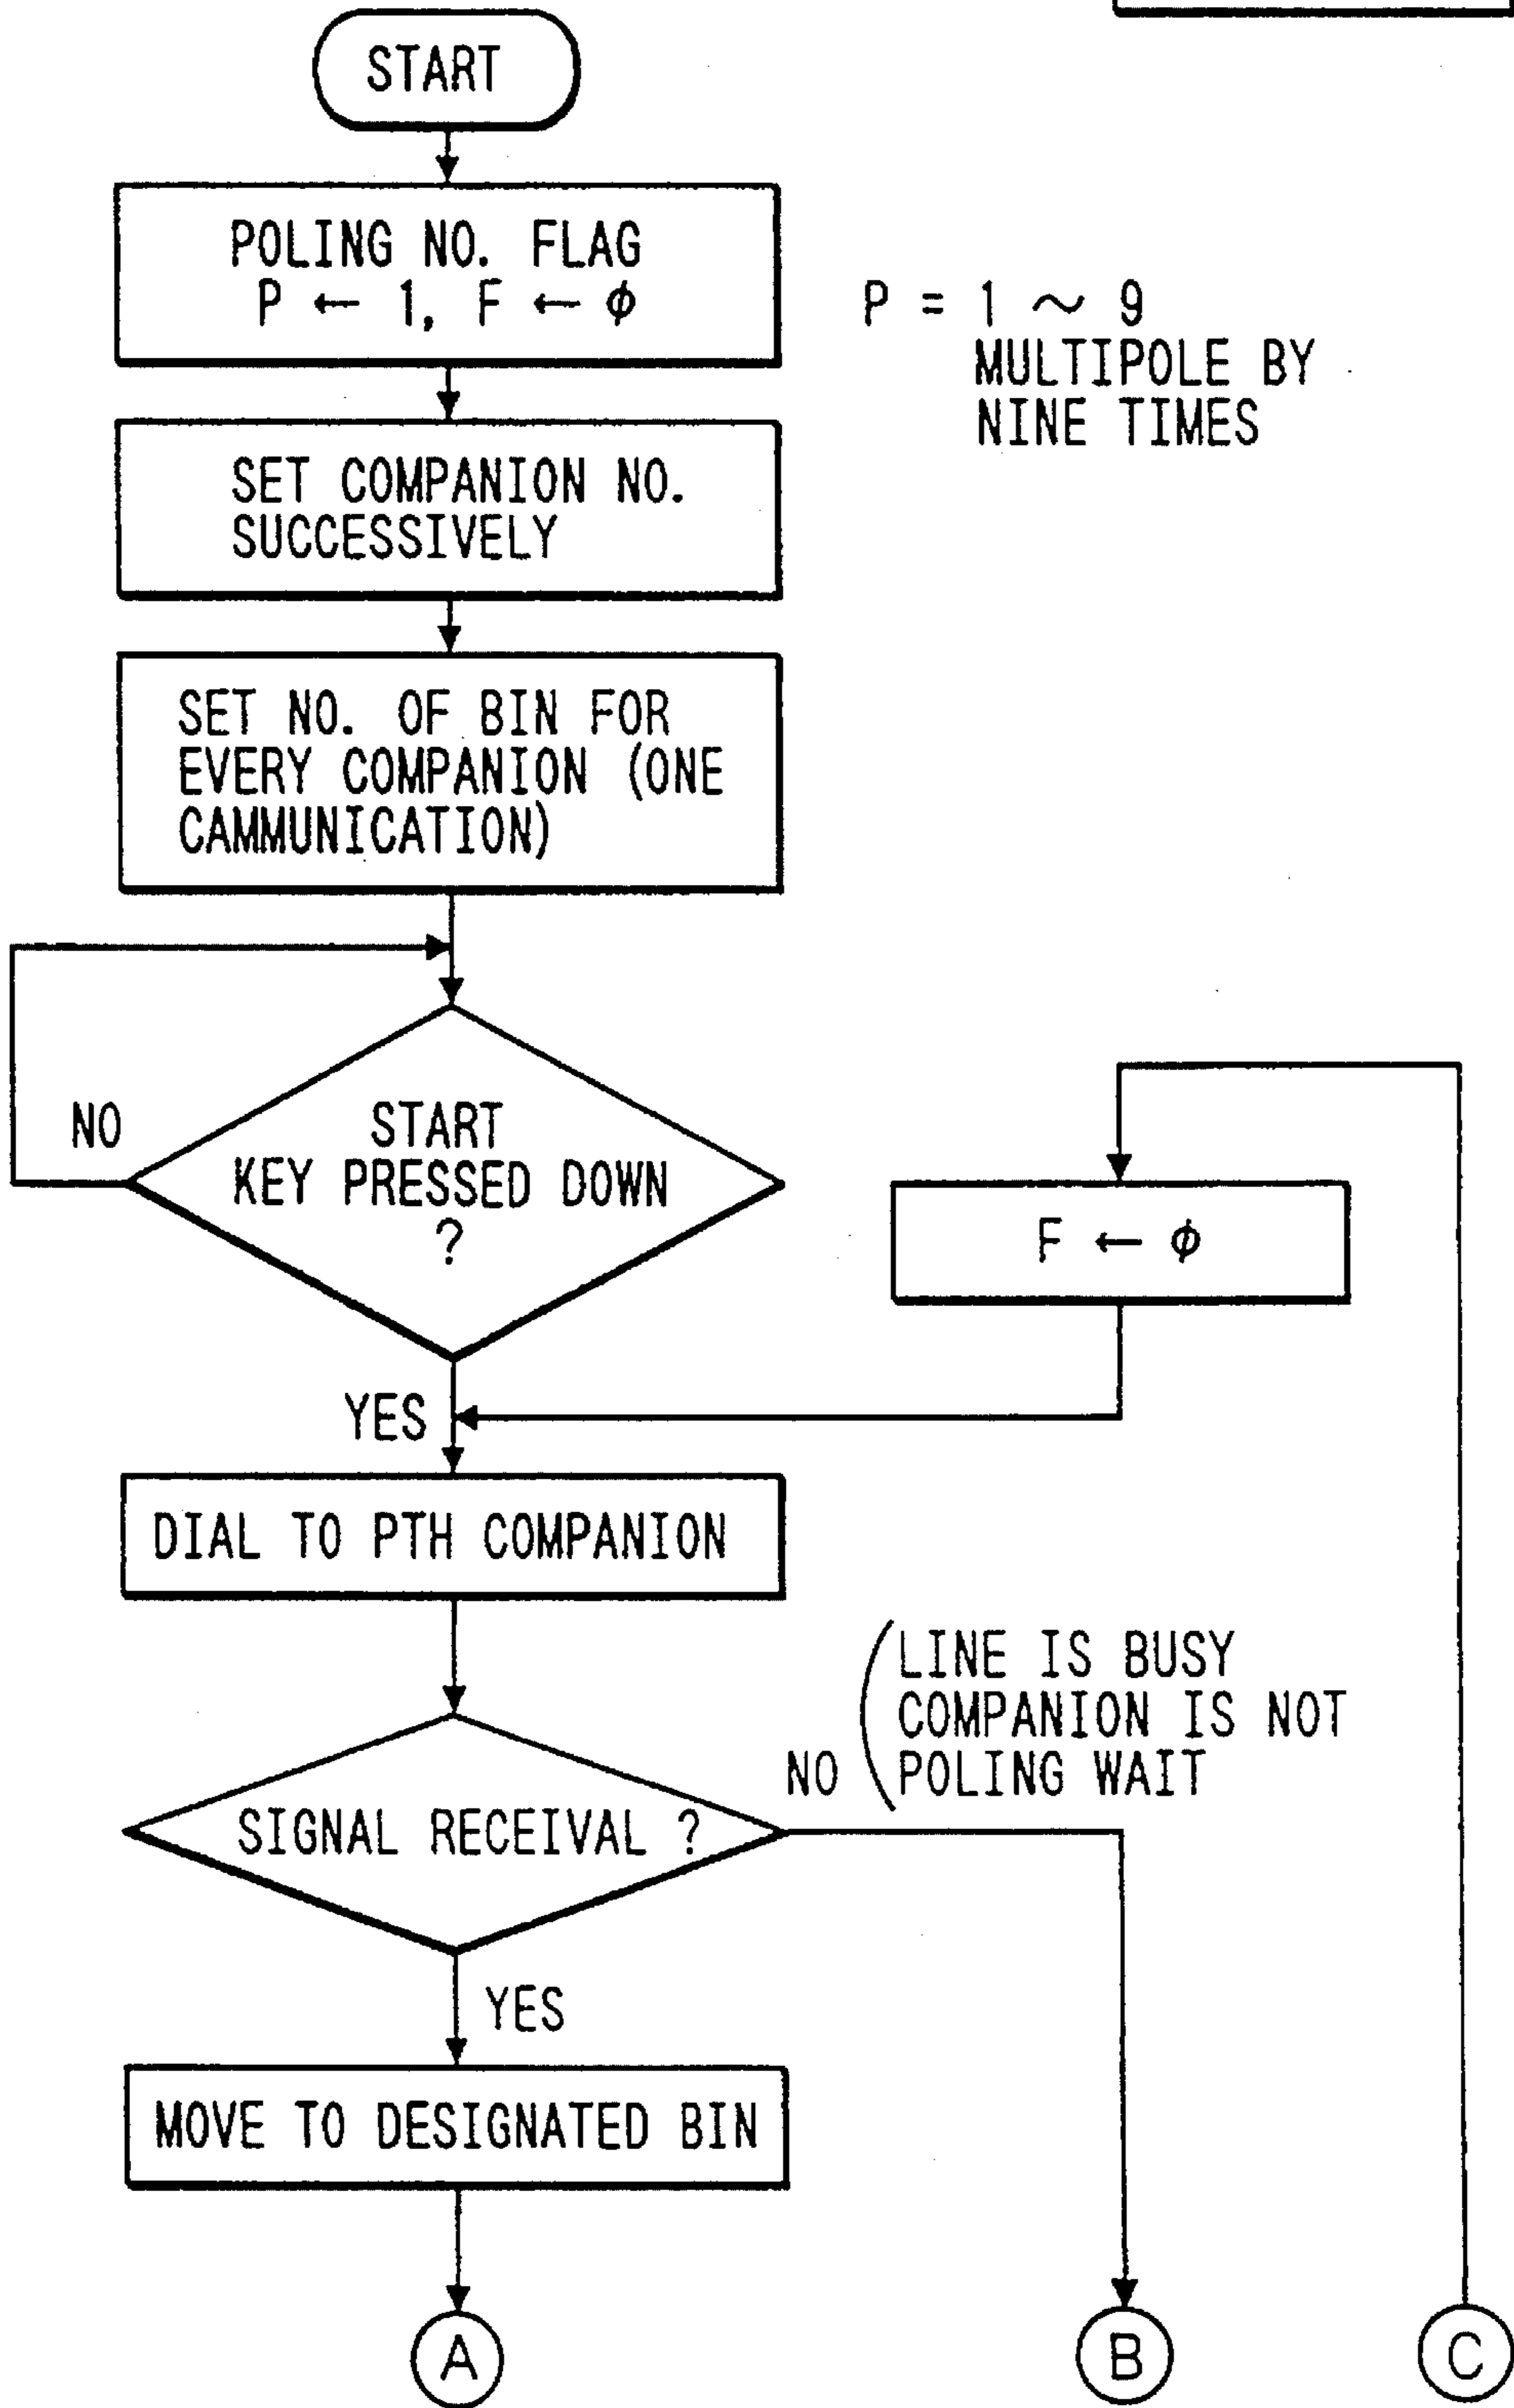 START
POLING NO. FLAG
P ← 1, F ← ϕ
P = 1 ~ 9
MULTIPOLE BY
NINE TIMES
SET COMPANION NO.
SUCCESSIVELY
SET NO. OF BIN FOR
EVERY COMPANION (ONE
CAMMUNICATION)
NO
START
KEY PRESSED DOWN
?
F ← ϕ
YES
DIAL TO PTH COMPANION
NO
(LINE IS BUSY
COMPANION IS NOT
POLING WAIT
SIGNAL RECEIVAL ?
YES
MOVE TO DESIGNATED BIN
A
B
C